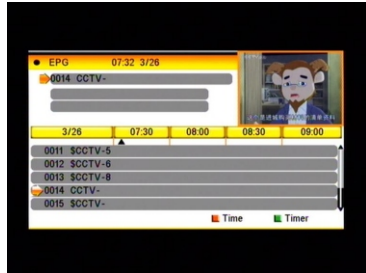 EPG 07:32 3/26
0014 CCTV-
3/26 07:30 08:00 08:30 09:00
0011 $CCTV-5
0012 $CCTV-6
0013 $CCTV-8
0014 CCTV-
0015 $CCTV-
Time Timer